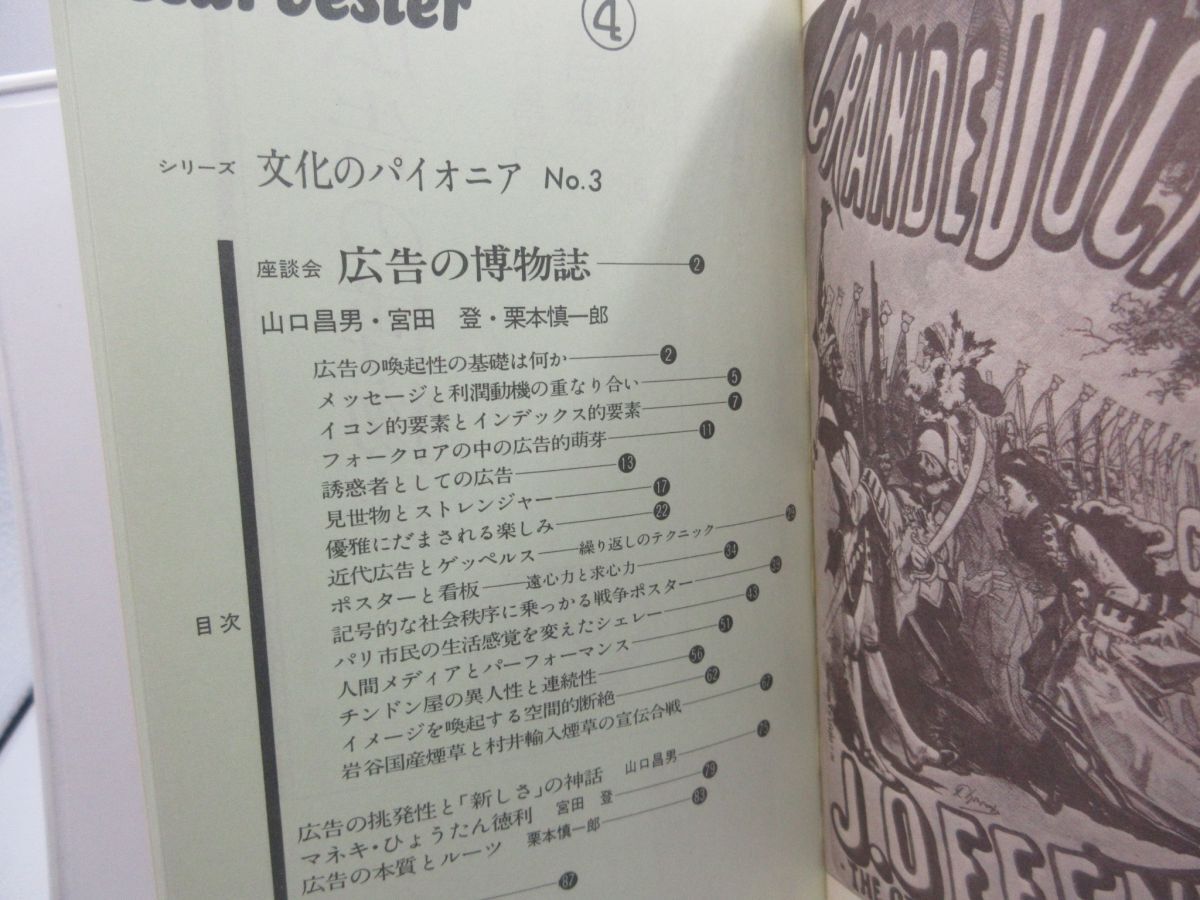 ④
シリーズ 文化のパイオニア No.3
座談会 広告の博物誌 2
山口昌男・宮田 登・栗本慎一郎
広告の喚起性の基礎は何か 2
メッセージと利潤動機の重なり合い 5
イコン的要素とインデックス的要素 7
フォークロアの中の広告的萌芽 11
誘惑者としての広告 13
見世物とストレンジャー 17
優雅にだまされる楽しみ 22
近代広告とゲッペルス——繰り返しのテクニック 29
ポスターと看板——遠心力と求心力 34
記号的な社会秩序に乗っかる戦争ポスター 39
パリ市民の生活感覚を変えたシェレー 43
人間メディアとパーフォーマンス 51
チンドン屋の異人性と連続性 56
イメージを喚起する空間的断絶 62
岩谷国産煙草と村井輸入煙草の宣伝合戦 67
目次
広告の挑発性と「新しさ」の神話 山口昌男 75
マネキ・ひょうたん徳利 宮田 登 79
広告の本質とルーツ 栗本慎一郎 83
87
GRANDE DUCH
J.OFFEN